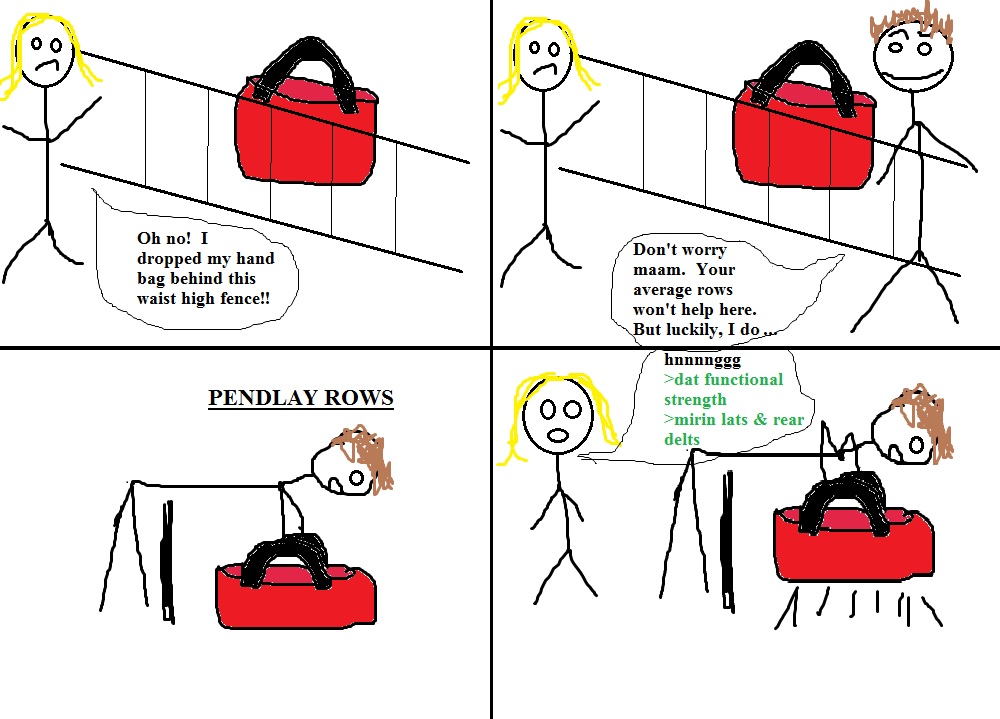 Oh no!  I
dropped my hand
bag behind this
waist high fence!!
Don't worry
maam.  Your
average rows
won't help here.
But luckily, I do ...
PENDLAY ROWS
hnnnnggg
>dat functional
strength
>mirin lats & rear
delts